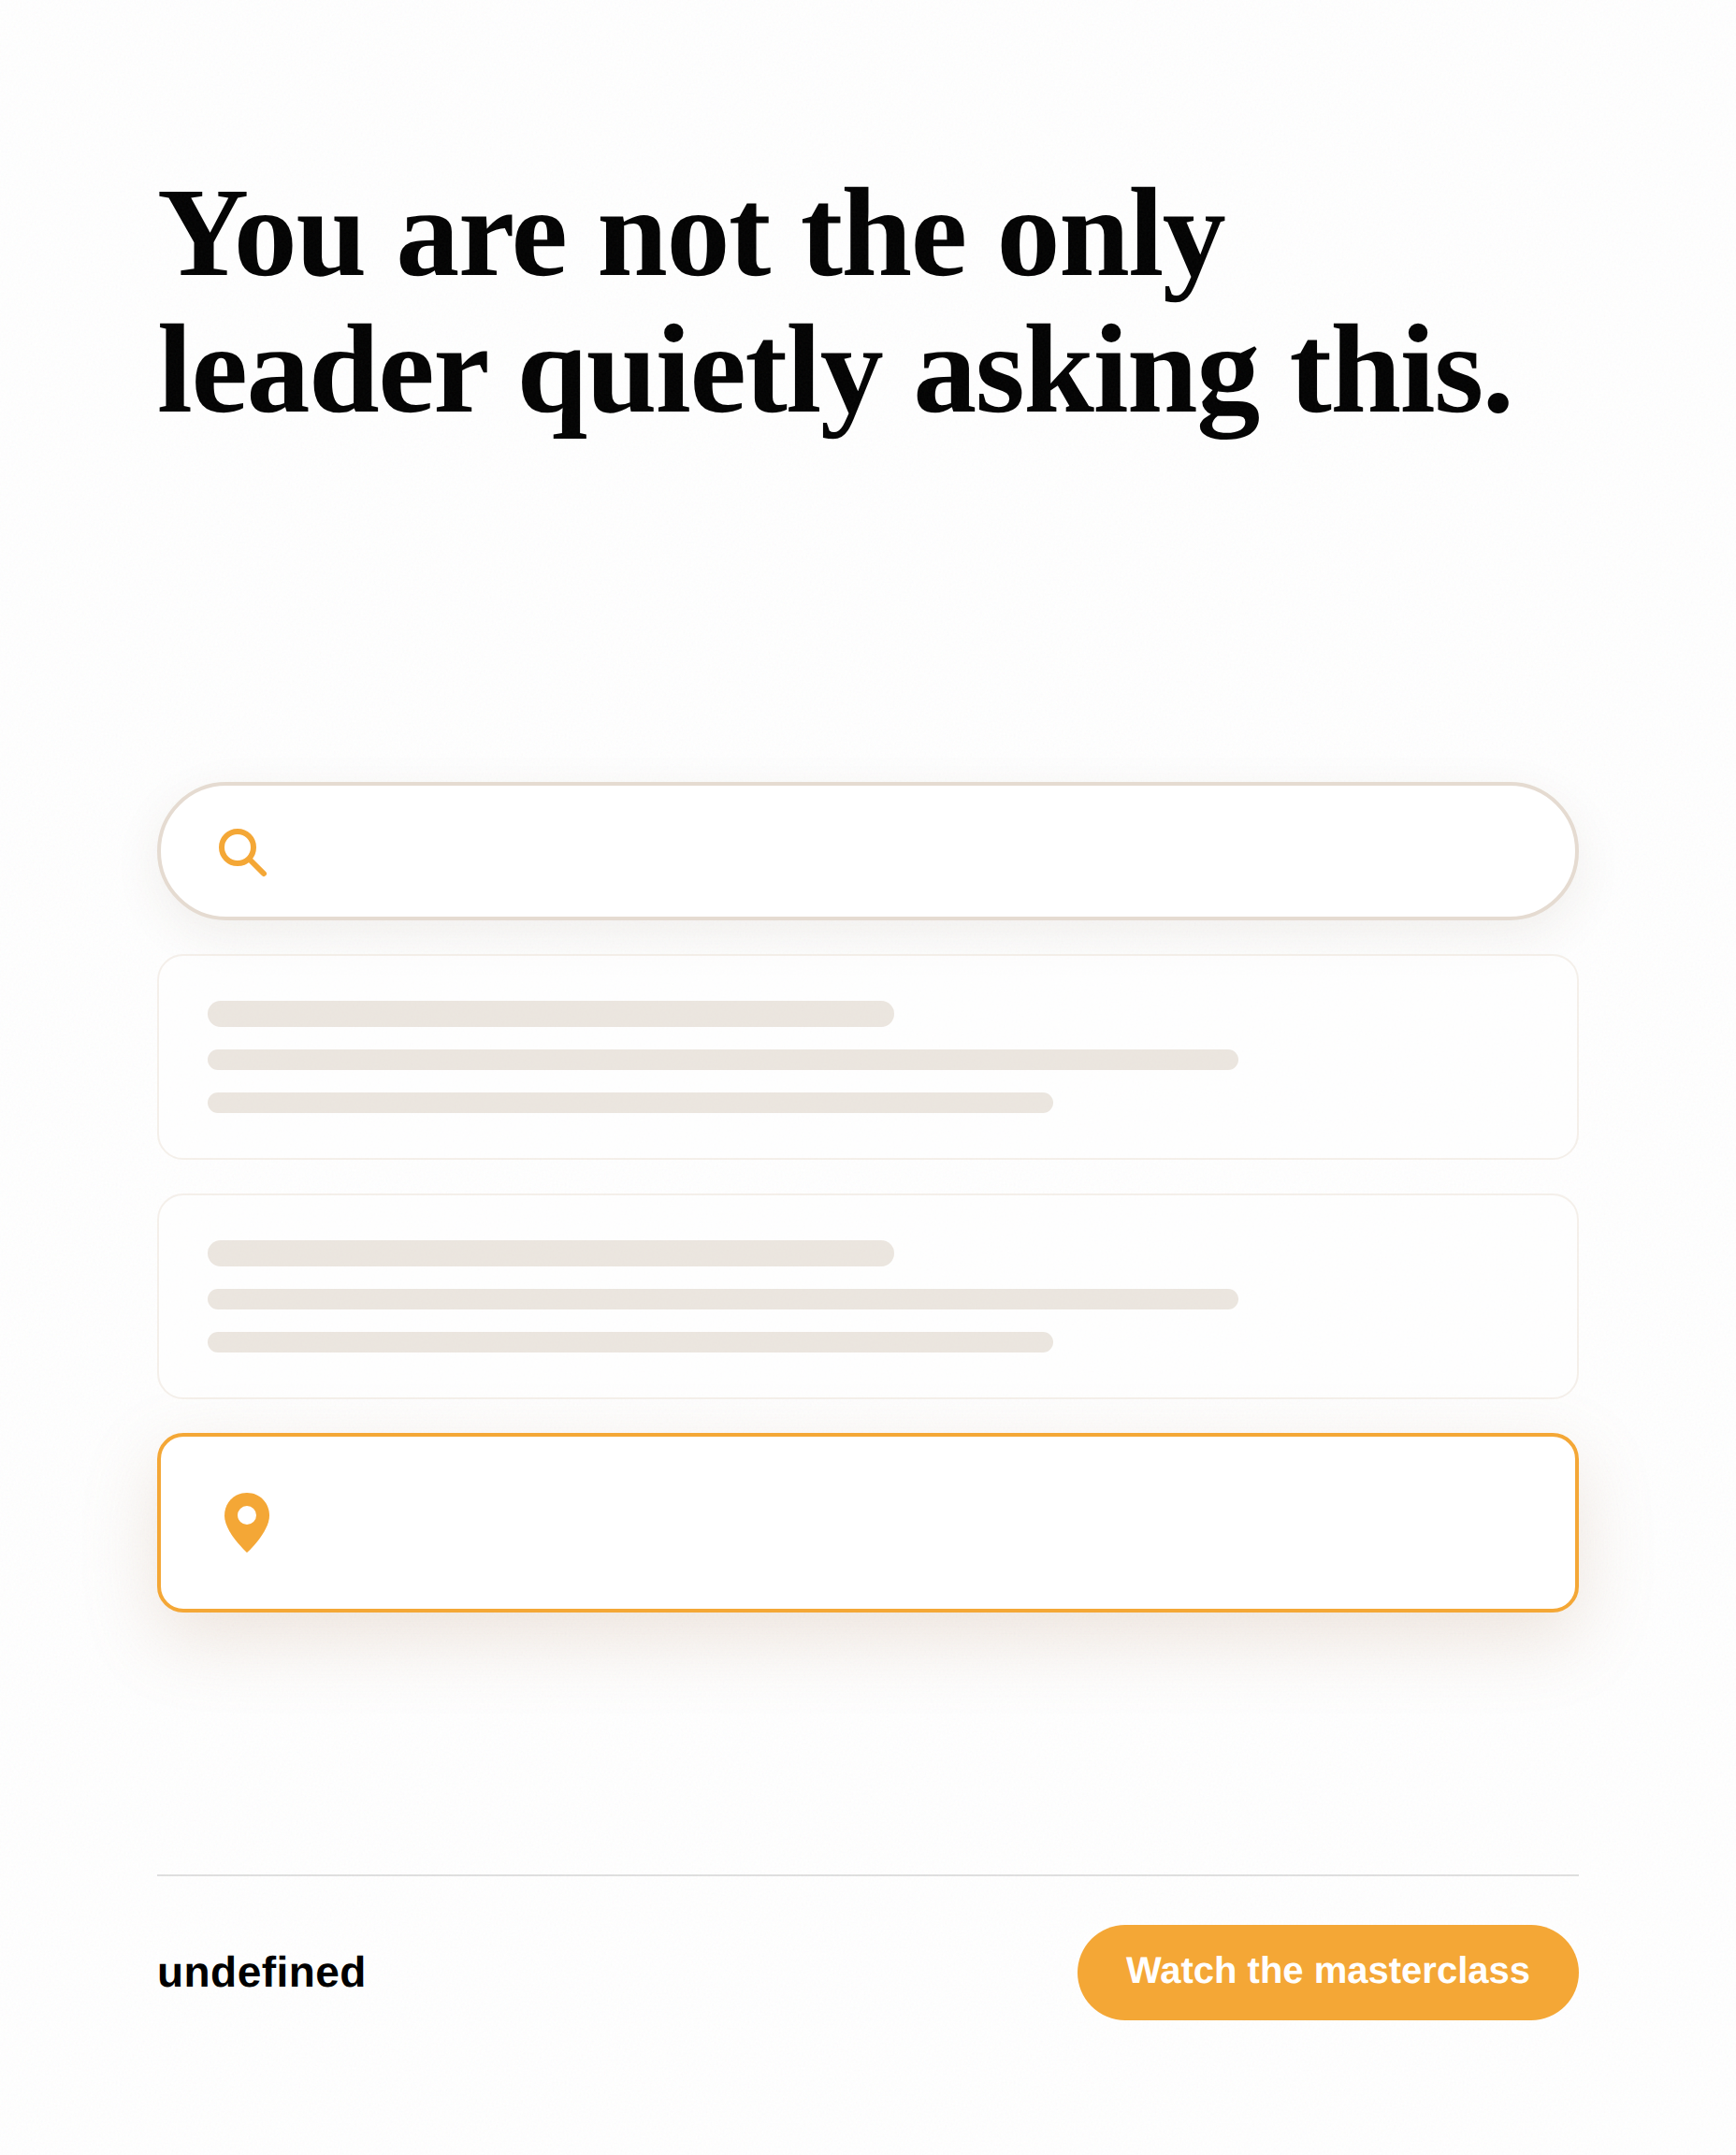 You are not the only
leader quietly asking this.
undefined
Watch the masterclass